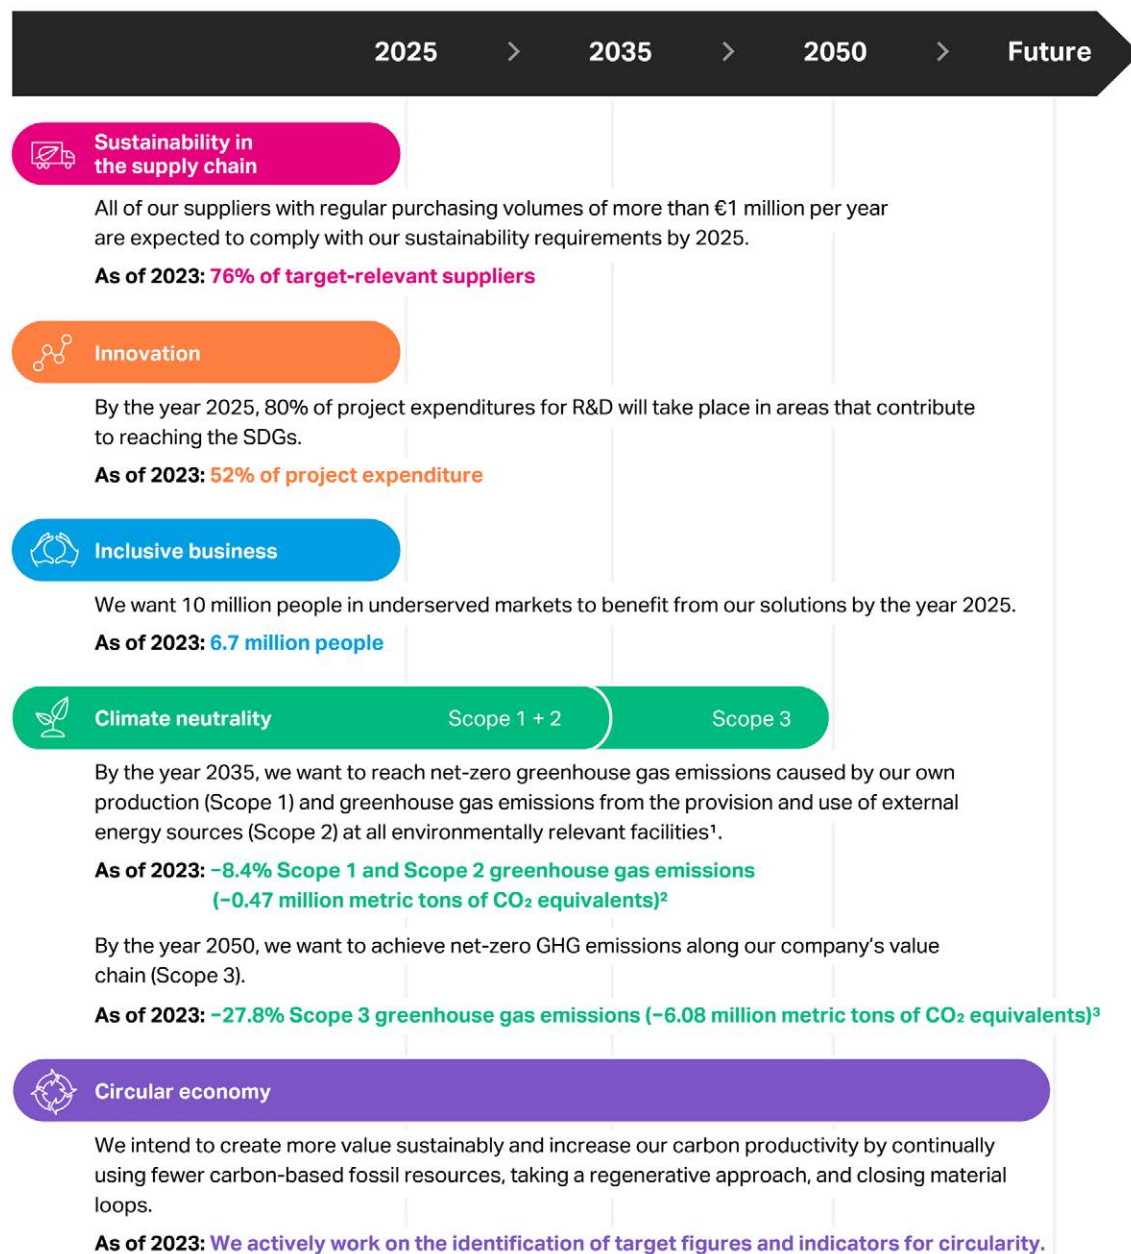 2025 > 2035 > 2050 > Future
Sustainability in
the supply chain
All of our suppliers with regular purchasing volumes of more than €1 million per year
are expected to comply with our sustainability requirements by 2025.
As of 2023: 76% of target-relevant suppliers
Innovation
By the year 2025, 80% of project expenditures for R&D will take place in areas that contribute
to reaching the SDGs.
As of 2023: 52% of project expenditure
Inclusive business
We want 10 million people in underserved markets to benefit from our solutions by the year 2025.
As of 2023: 6.7 million people
Climate neutrality Scope 1 + 2 Scope 3
By the year 2035, we want to reach net-zero greenhouse gas emissions caused by our own
production (Scope 1) and greenhouse gas emissions from the provision and use of external
energy sources (Scope 2) at all environmentally relevant facilities¹.
As of 2023: −8.4% Scope 1 and Scope 2 greenhouse gas emissions
(−0.47 million metric tons of CO₂ equivalents)²
By the year 2050, we want to achieve net-zero GHG emissions along our company’s value
chain (Scope 3).
As of 2023: −27.8% Scope 3 greenhouse gas emissions (−6.08 million metric tons of CO₂ equivalents)³
Circular economy
We intend to create more value sustainably and increase our carbon productivity by continually
using fewer carbon-based fossil resources, taking a regenerative approach, and closing material
loops.
As of 2023: We actively work on the identification of target figures and indicators for circularity.